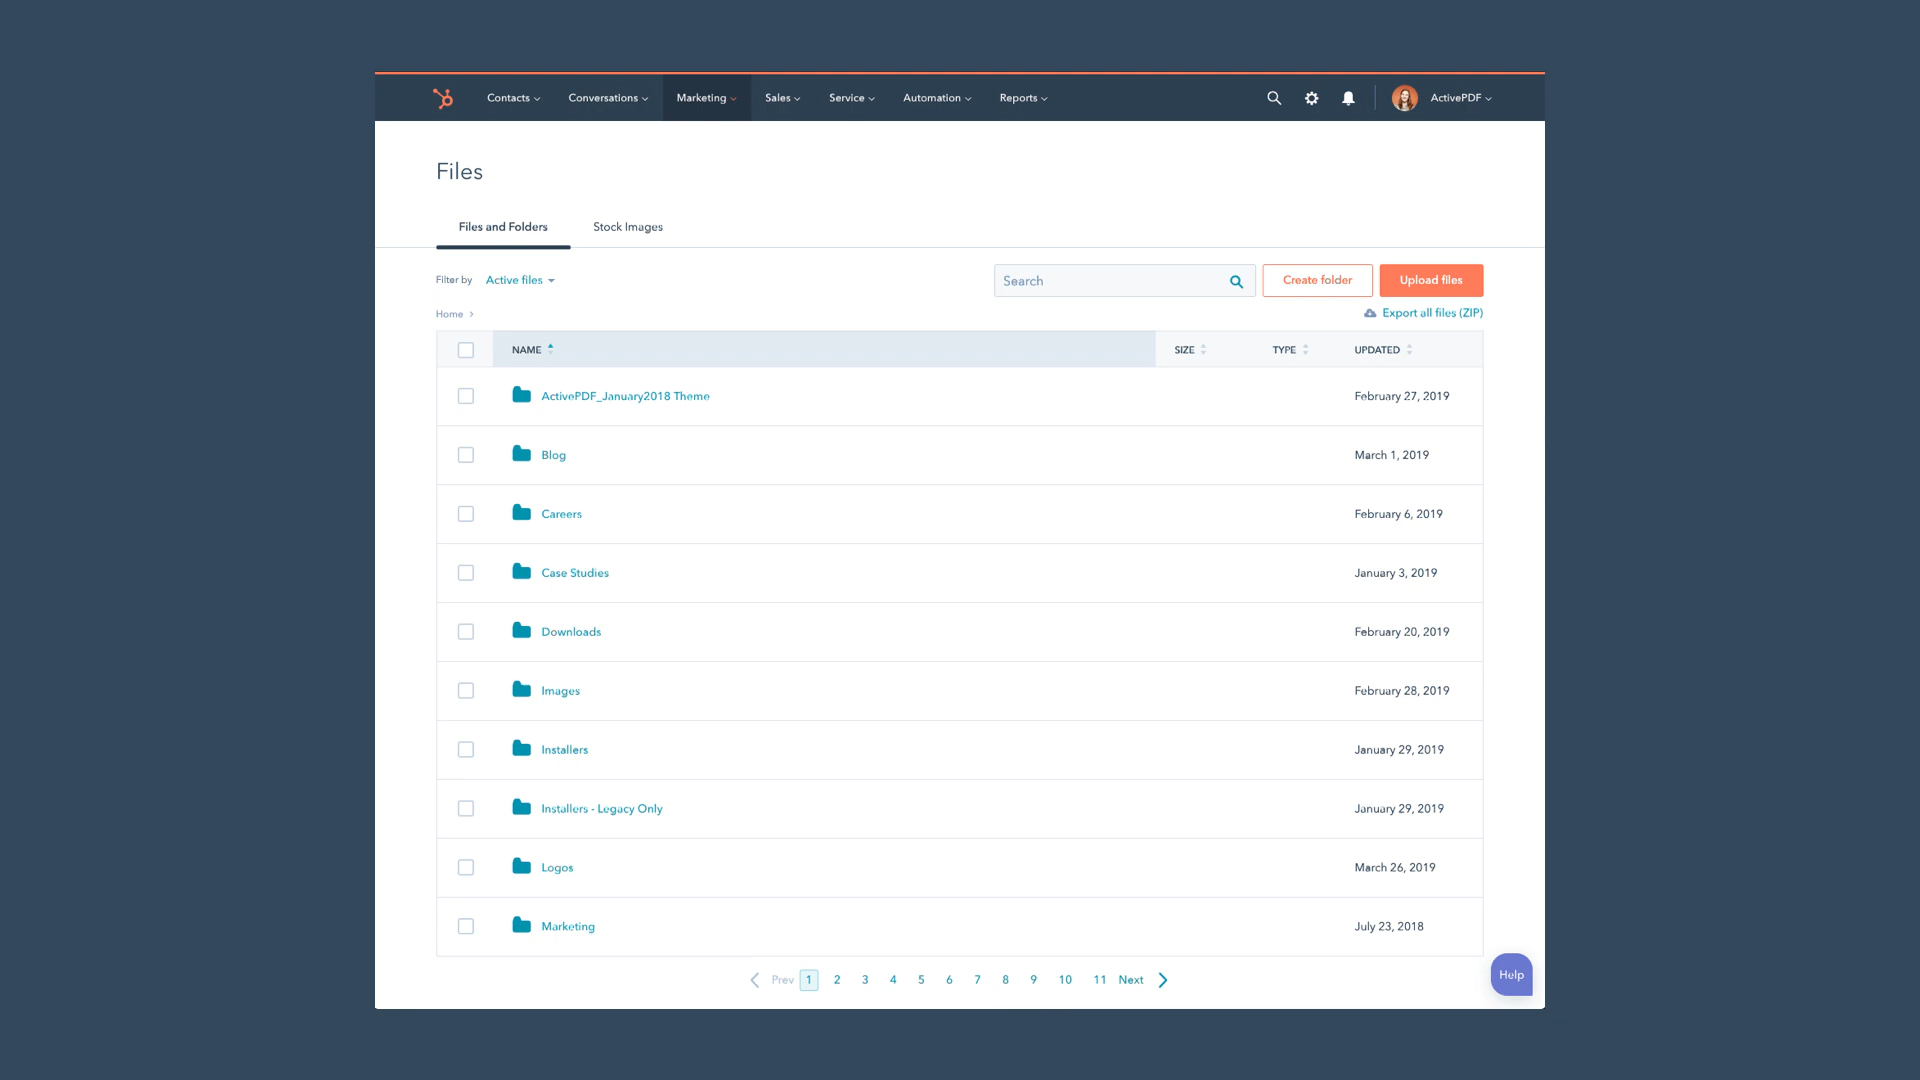 Contacts Conversations Marketing Sales Service Automation Reports ActivePDF
Files
Files and Folders Stock Images
Filter by Active files Search Create folder Upload files
Home Export all files (ZIP)
NAME SIZE TYPE UPDATED
ActivePDF_January2018 Theme February 27, 2019
Blog March 1, 2019
Careers February 6, 2019
Case Studies January 3, 2019
Downloads February 20, 2019
Images February 28, 2019
Installers January 29, 2019
Installers - Legacy Only January 29, 2019
Logos March 26, 2019
Marketing July 23, 2018
Prev 1 2 3 4 5 6 7 8 9 10 11 Next
Help